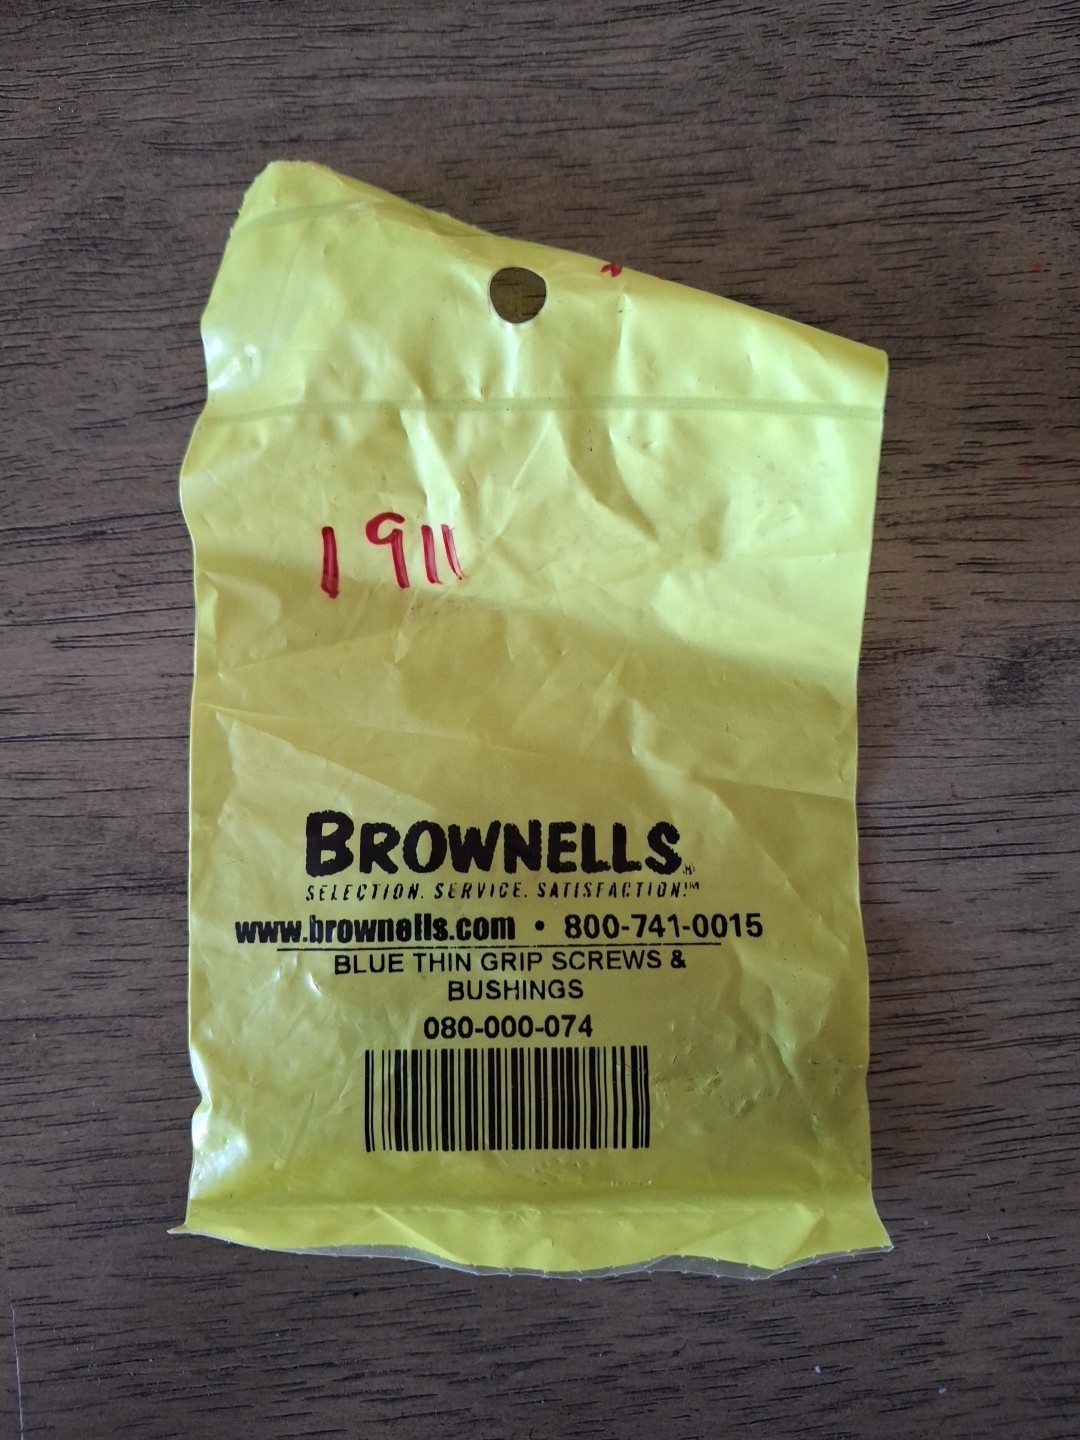 1911
BROWNELLS®
SELECTION. SERVICE. SATISFACTION!™
www.brownells.com • 800-741-0015
BLUE THIN GRIP SCREWS &
BUSHINGS
080-000-074